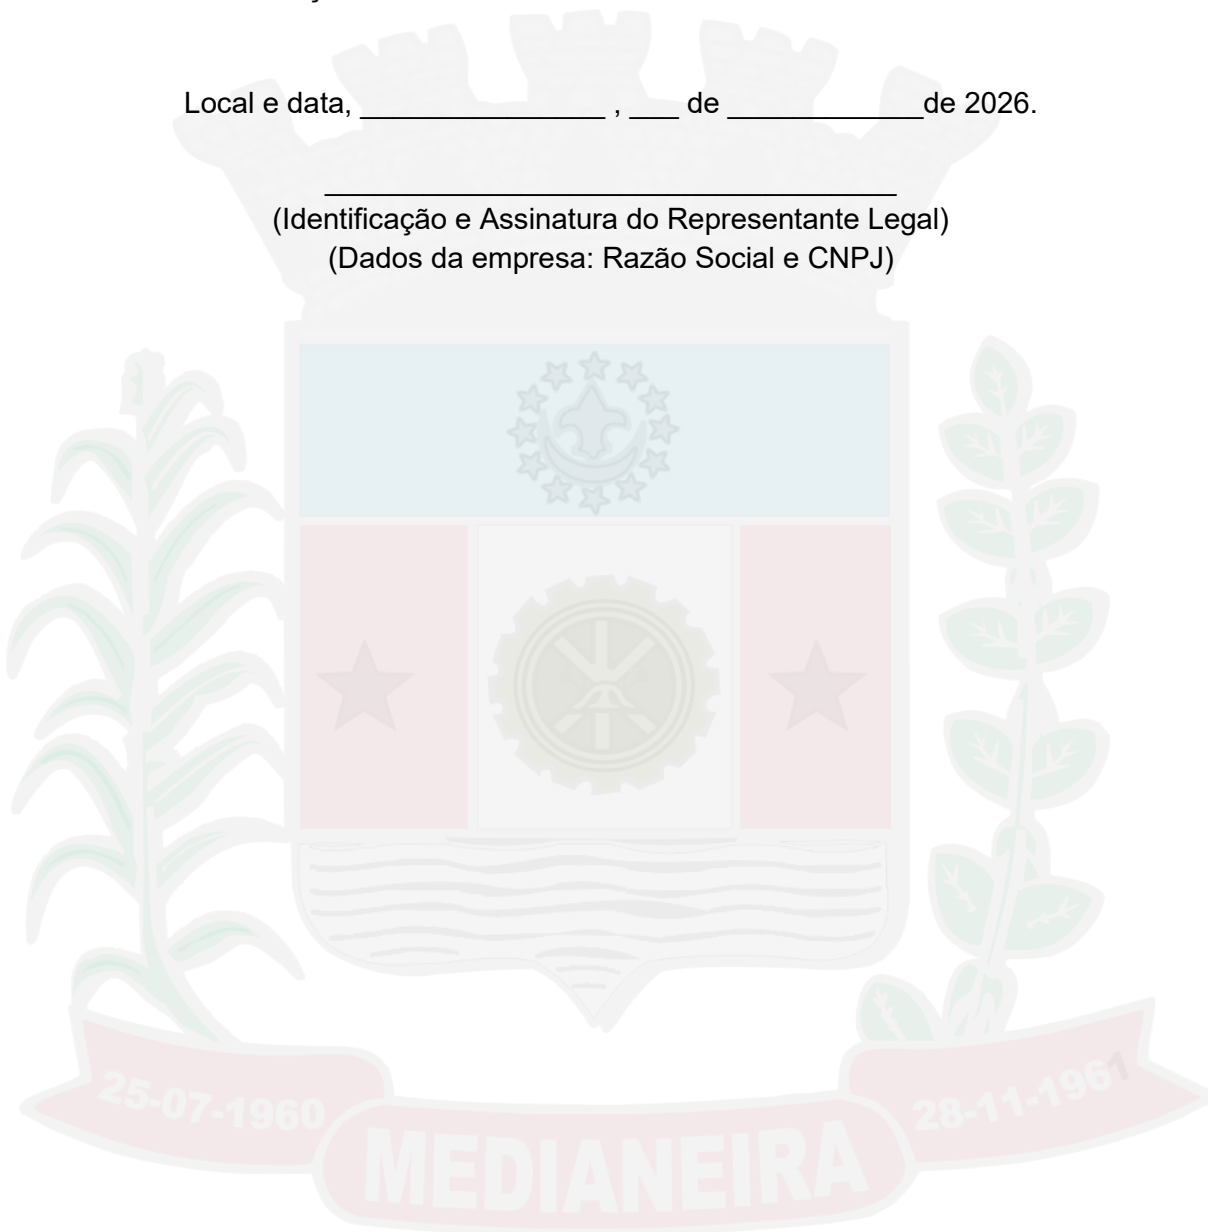 Local e data, _______________ , ___ de ____________de 2026.
___________________________________
(Identificação e Assinatura do Representante Legal)
(Dados da empresa: Razão Social e CNPJ)
25-07-1960
28-11-1961
MEDIANEIRA